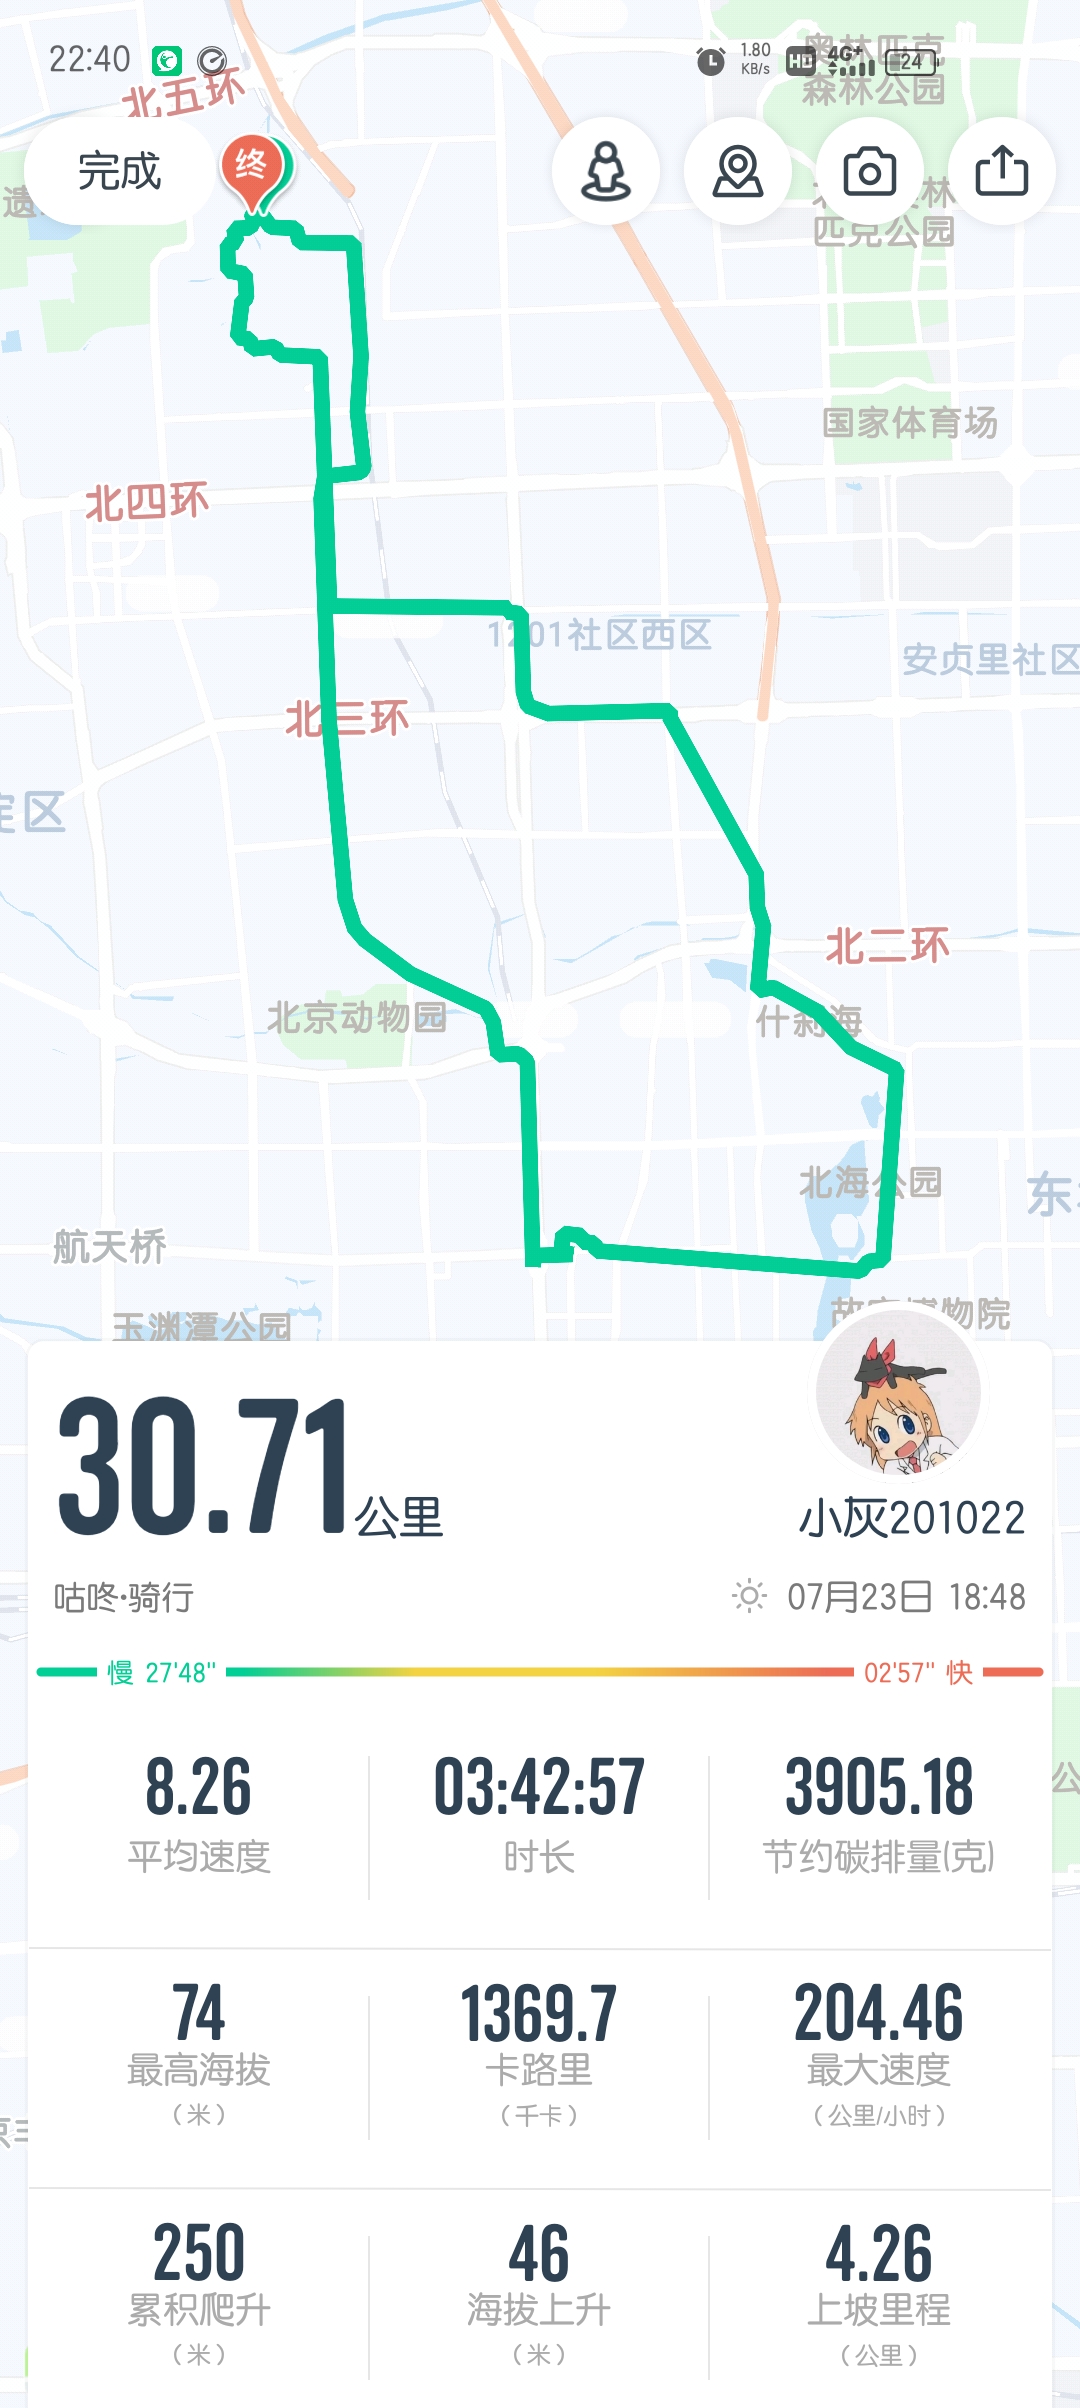 22:40
1.80
KB/s
HD
4G+
24
奥林匹克
森林公园
北五环
完成
终
匹克公园
国家体育场
北四环
1201社区西区
安贞里社区
北三环
定区
北二环
北京动物园
什刹海
北海公园
东
航天桥
故宫博物院
玉渊潭公园
30.71公里
小灰201022
咕咚·骑行
07月23日 18:48
慢 27'48"
02'57" 快
8.26
03:42:57
3905.18
平均速度
时长
节约碳排量(克)
74
1369.7
204.46
最高海拔
卡路里
最大速度
（米）
（千卡）
（公里/小时）
250
46
4.26
累积爬升
海拔上升
上坡里程
（米）
（米）
（公里）